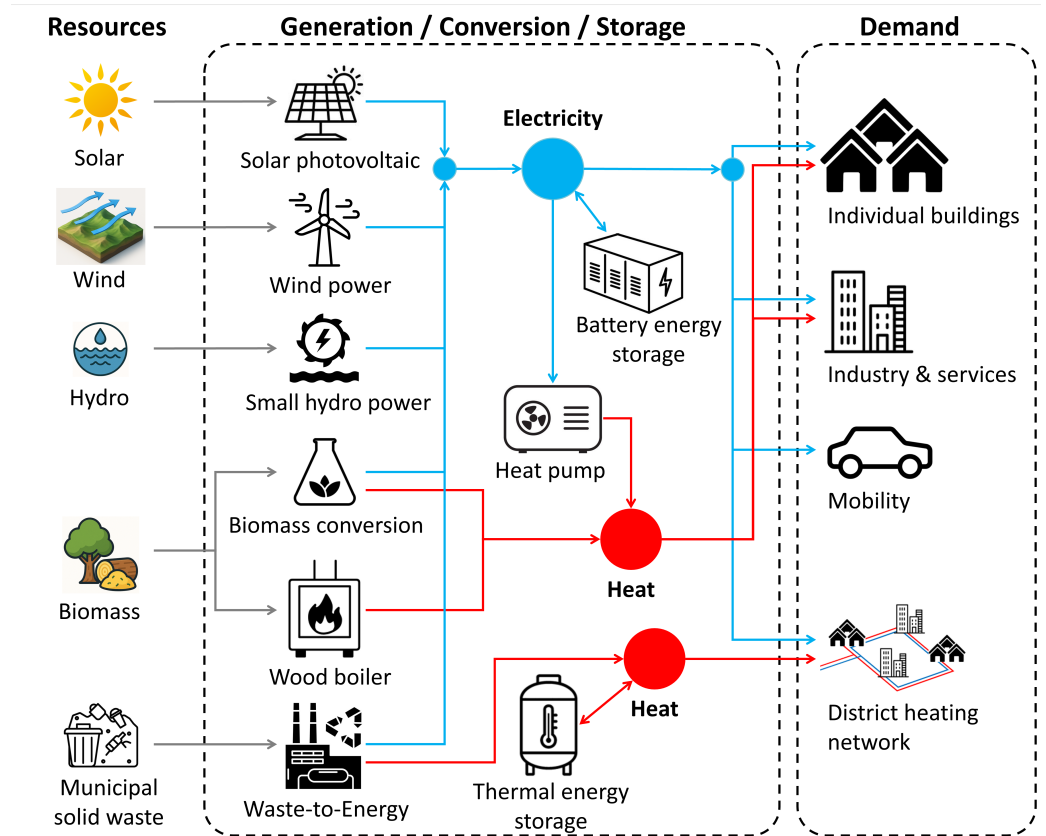 Resources
Generation / Conversion / Storage
Demand
Solar
Solar photovoltaic
Electricity
Individual buildings
Wind
Wind power
Battery energy
storage
Hydro
Small hydro power
Industry & services
Heat pump
Biomass conversion
Mobility
Biomass
Heat
Wood boiler
Heat
District heating
network
Municipal
solid waste
Waste-to-Energy
Thermal energy
storage